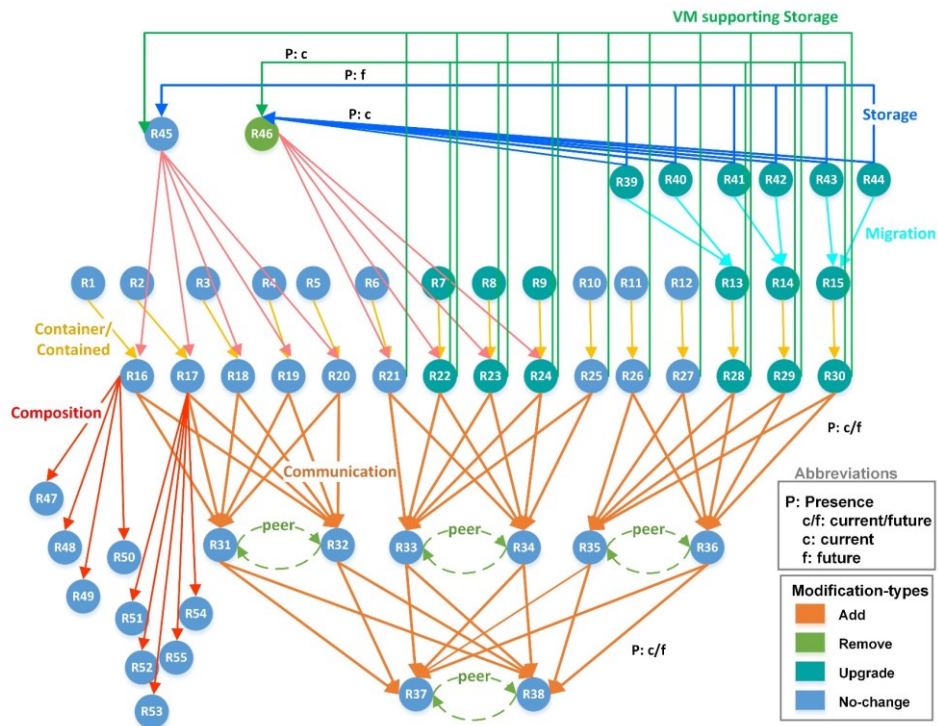 VM supporting Storage
P: c
P: f
P: c
Storage
R45
R46
R39
R40
R41
R42
R43
R44
Migration
R1
R2
R3
R4
R5
R6
R7
R8
R9
R10
R11
R12
R13
R14
R15
Container/
Contained
R16
R17
R18
R19
R20
R21
R22
R23
R24
R25
R26
R27
R28
R29
R30
Composition
P: c/f
Communication
Abbreviations
P: Presence
c/f: current/future
c: current
f: future
R47
R48
R49
R50
R31
peer
R32
R33
peer
R34
R35
peer
R36
Modification-types
Add
Remove
Upgrade
No-change
R51
R52
R53
R54
R55
P: c/f
R37
peer
R38